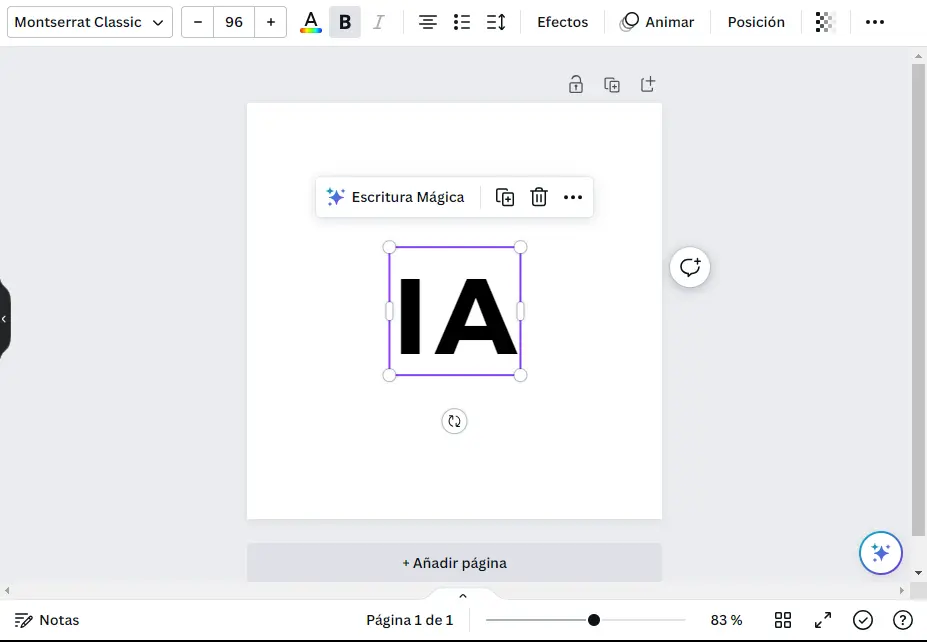 Montserrat Classic
– 96 +
A
B
I
Efectos
Animar
Posición
Escritura Mágica
IA
+ Añadir página
Notas
Página 1 de 1
83 %
?